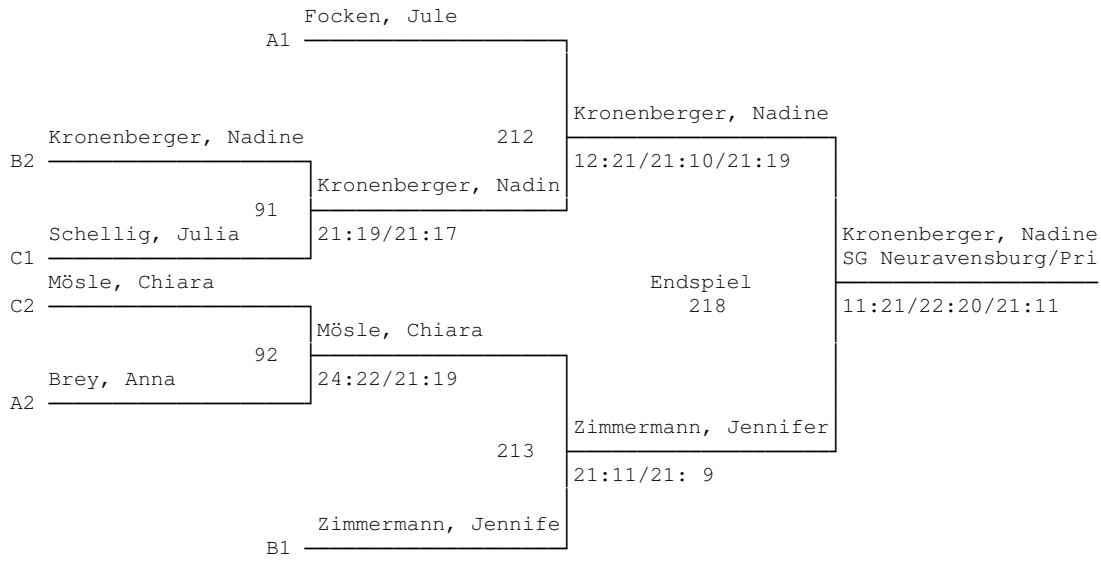 Focken, Jule
A1
Kronenberger, Nadine
Kronenberger, Nadine
212
B2
12:21/21:10/21:19
Kronenberger, Nadin
91
Schellig, Julia
21:19/21:17
Kronenberger, Nadine
C1
SG Neuravensburg/Pri
Mösle, Chiara
Endspiel
C2
218
11:21/22:20/21:11
Mösle, Chiara
92
Brey, Anna
24:22/21:19
A2
Zimmermann, Jennifer
213
21:11/21: 9
Zimmermann, Jennife
B1